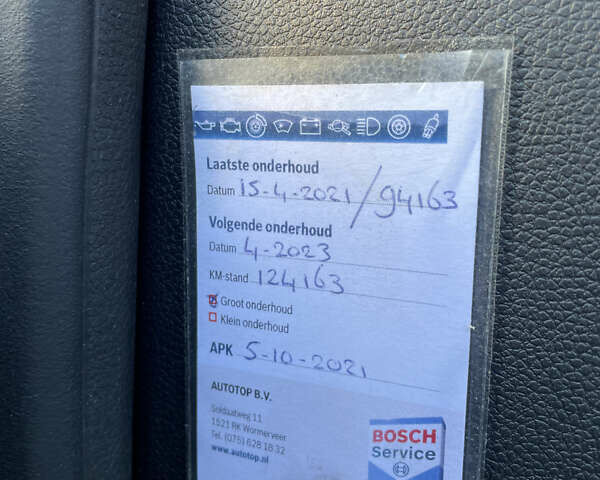 Laatste onderhoud
Datum 15-4-2021/94163
Volgende onderhoud
Datum 4-2023
KM-stand 124163
Groot onderhoud
Klein onderhoud
APK 5-10-2021
AUTOTOP B.V.
Soldaatweg 11
1521 RK Wormerveer
Tel. (075) 628 18 32
www.autotop.nl
BOSCH
Service